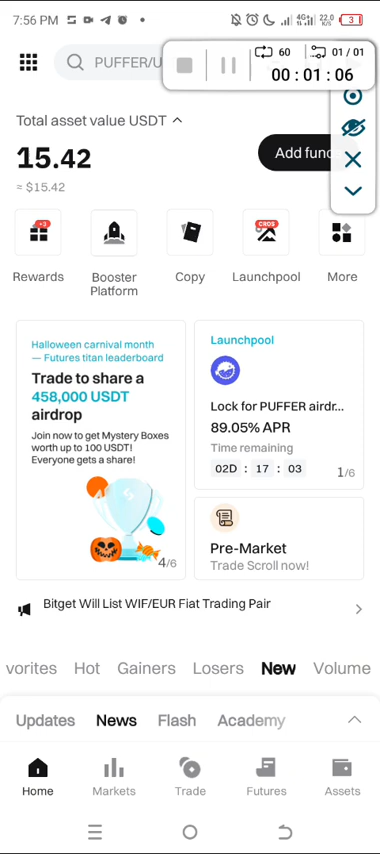 7:56 PM
4G
22.0
K/S
3
PUFFER/U
60
01 / 01
00 : 01 : 06
Total asset value USDT
15.42
≈ $15.42
Add fun
+3
CROS
Rewards
Booster
Platform
Copy
Launchpool
More
Halloween carnival month
— Futures titan leaderboard
Trade to share a
458,000 USDT
airdrop
Join now to get Mystery Boxes
worth up to 100 USDT!
Everyone gets a share!
4/6
Launchpool
Lock for PUFFER airdr...
89.05% APR
Time remaining
02D : 17 : 03
1/6
Pre-Market
Trade Scroll now!
Bitget Will List WIF/EUR Fiat Trading Pair
vorites Hot Gainers Losers New Volume
Updates News Flash Academy
Home Markets Trade Futures Assets